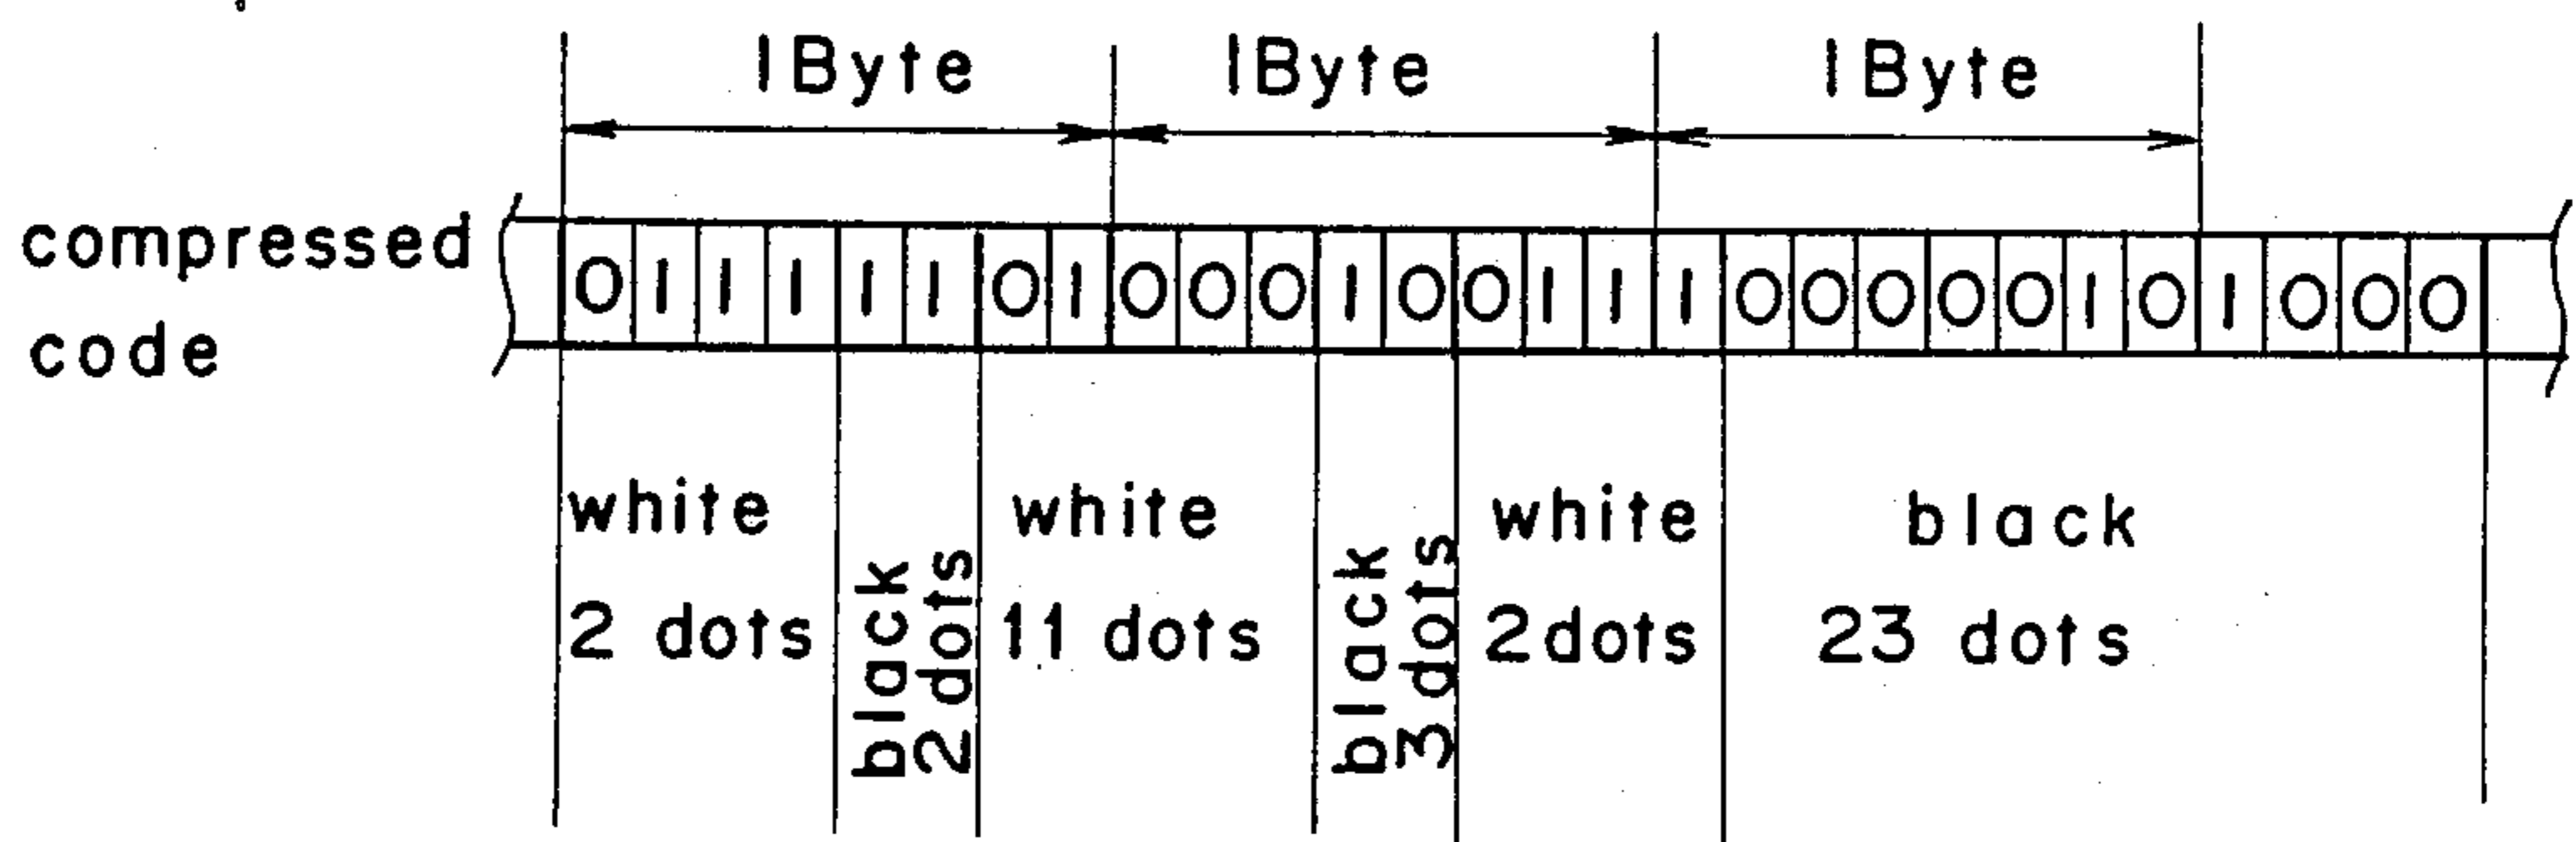 1Byte 1Byte 1Byte
compressed
code
0 1 1 1 1 1 0 1 0 0 0 1 0 0 1 1 1 0 0 0 0 0 1 0 1 0 0 0
white
2 dots
black
2 dots
white
11 dots
black
3 dots
white
2dots
black
23 dots